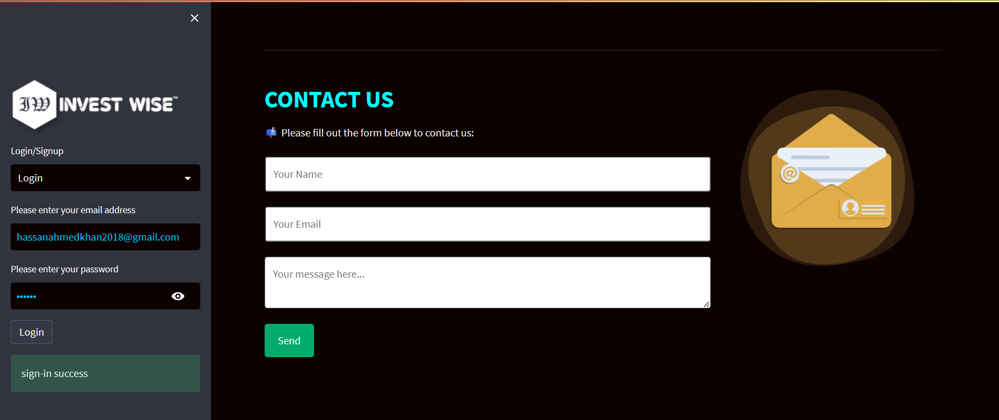 IW INVEST WISE™
Login/Signup
Login
Please enter your email address
hassanahmedkhan2018@gmail.com
Please enter your password
••••••
Login
sign-in success
CONTACT US
📫 Please fill out the form below to contact us:
Your Name
Your Email
Your message here...
Send
@